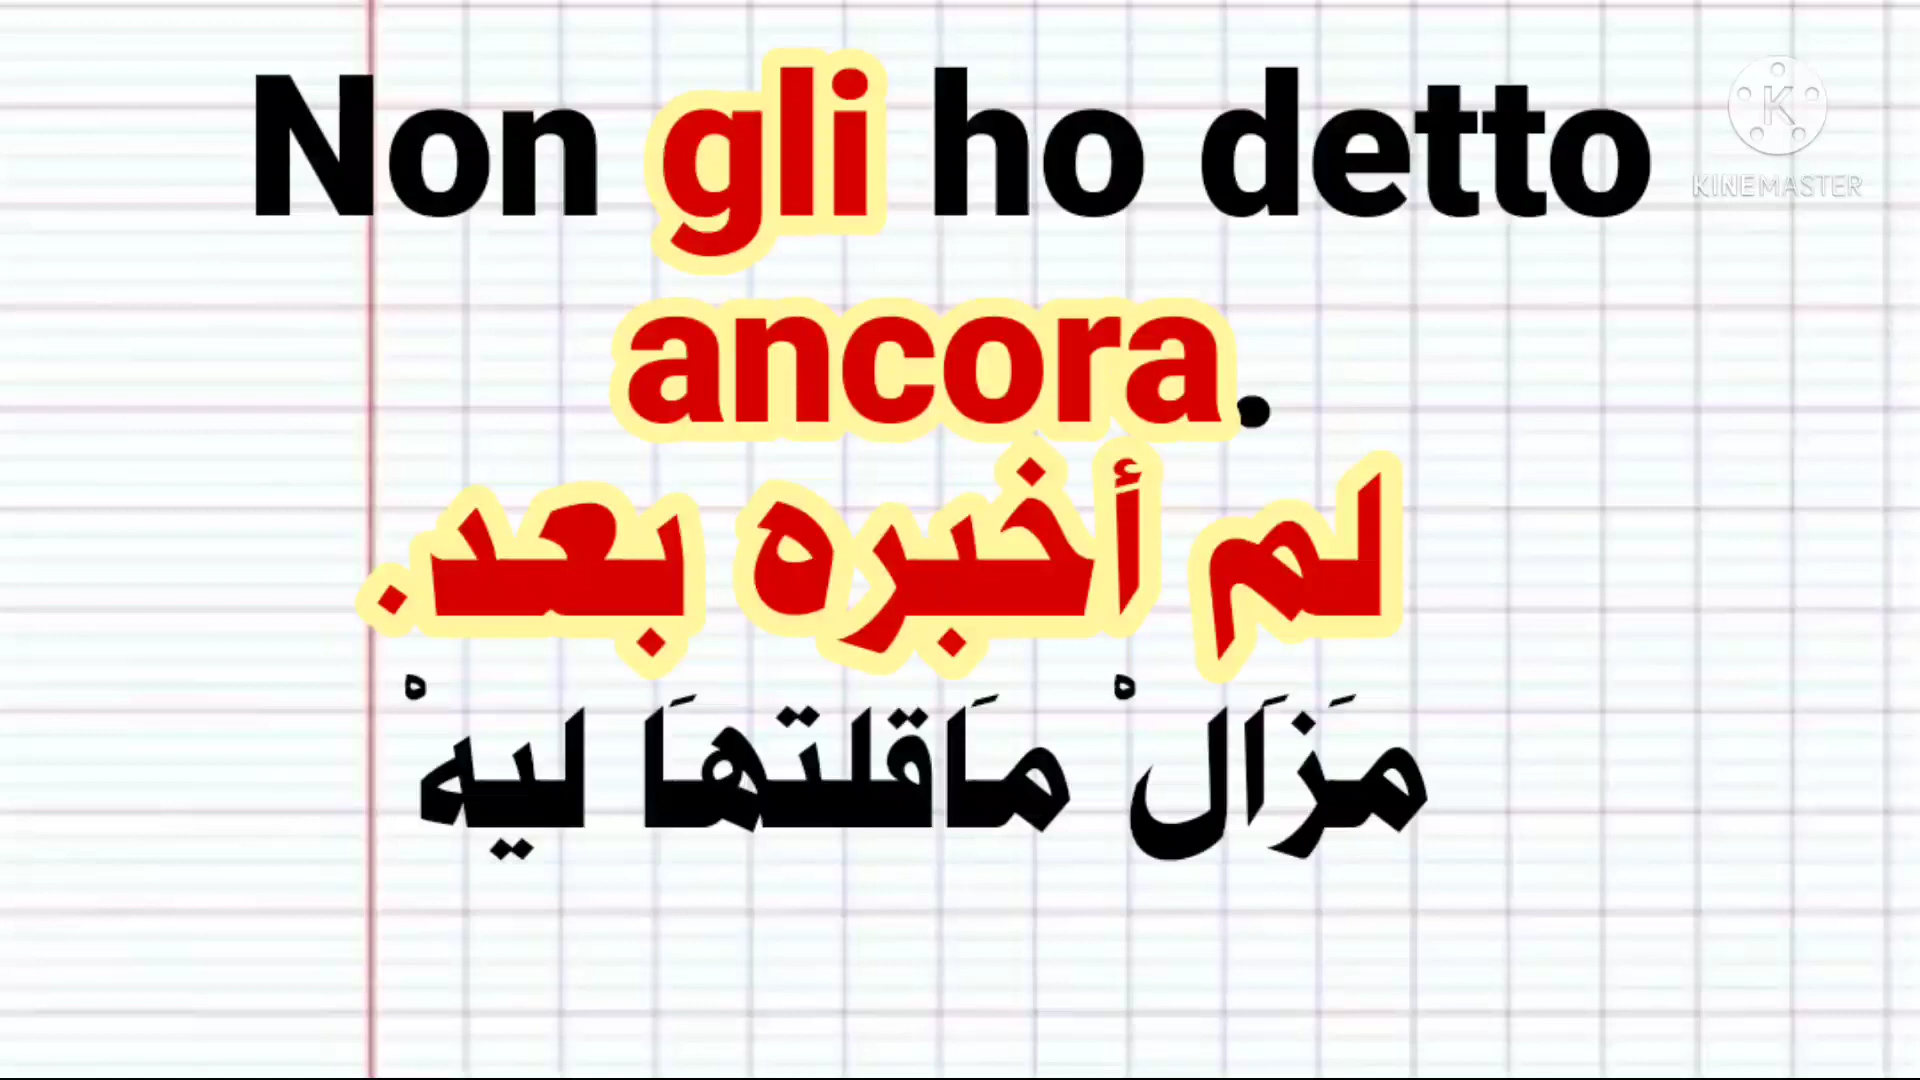 Non gli ho detto
ancora.
لم أخبره بعد.
مَزَالْ مَاقلتهَا ليهْ
KINEMASTER